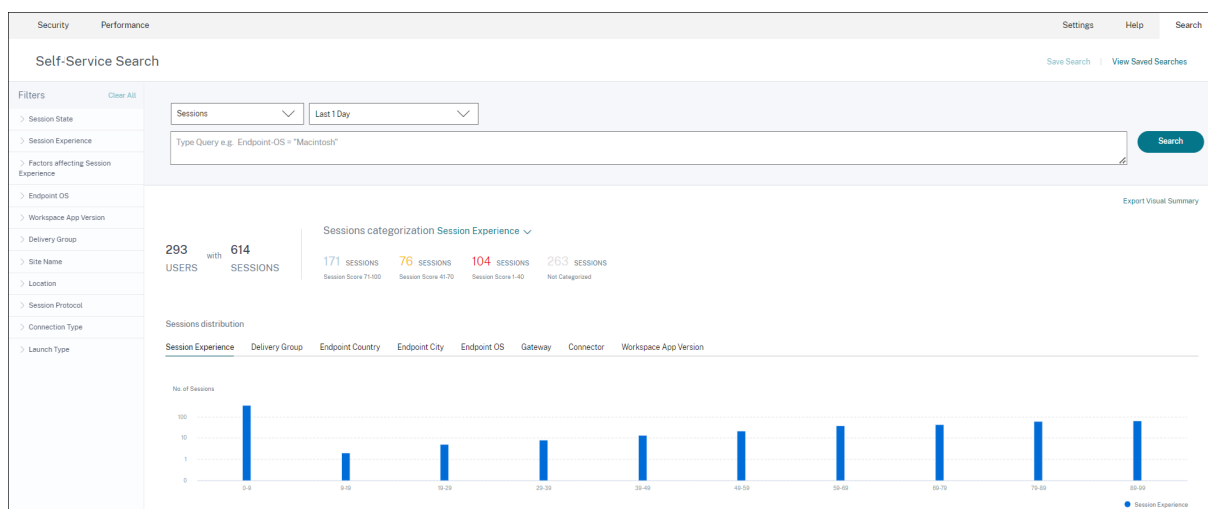 Security Performance Settings Help Search
Self-Service Search Save Search | View Saved Searches
Filters Clear All
Session State
Session Experience
Factors affecting Session
Experience
Endpoint OS
Workspace App Version
Delivery Group
Site Name
Location
Session Protocol
Connection Type
Launch Type
Sessions Last 1 Day
Type Query e.g. Endpoint-OS = "Macintosh"
Search
Export Visual Summary
293 with 614
USERS SESSIONS
Sessions categorization Session Experience
171 SESSIONS 76 SESSIONS 104 SESSIONS 263 SESSIONS
Session Score 71-100 Session Score 41-70 Session Score 1-40 Not Categorized
Sessions distribution
Session Experience Delivery Group Endpoint Country Endpoint City Endpoint OS Gateway Connector Workspace App Version
No. of Sessions
100
10
1
0
0-9 9-19 19-29 29-39 39-49 49-59 59-69 69-79 79-89 89-99
Session Experience